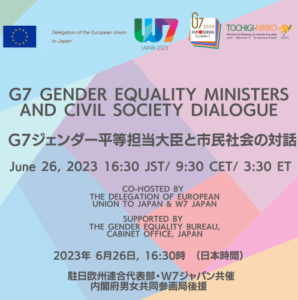 Delegation of the European Union
to Japan
W7
JAPAN 2023
G7
2023
HIROSHIMA
SUMMIT
TOCHIGI-NIKKO
G7 GENDER EQUALITY MINISTERS
AND CIVIL SOCIETY DIALOGUE
G7ジェンダー平等担当大臣と市民社会の対話
June 26, 2023 16:30 JST/ 9:30 CET/ 3:30 ET
CO-HOSTED BY
THE DELEGATION OF EUROPEAN
UNION TO JAPAN & W7 JAPAN
SUPPORTED BY
THE GENDER EQUALITY BUREAU,
CABINET OFFICE, JAPAN
2023年 6月26日, 16:30時 （日本時間）
駐日欧州連合代表部・W7ジャパン共催
内閣府男女共同参画局後援